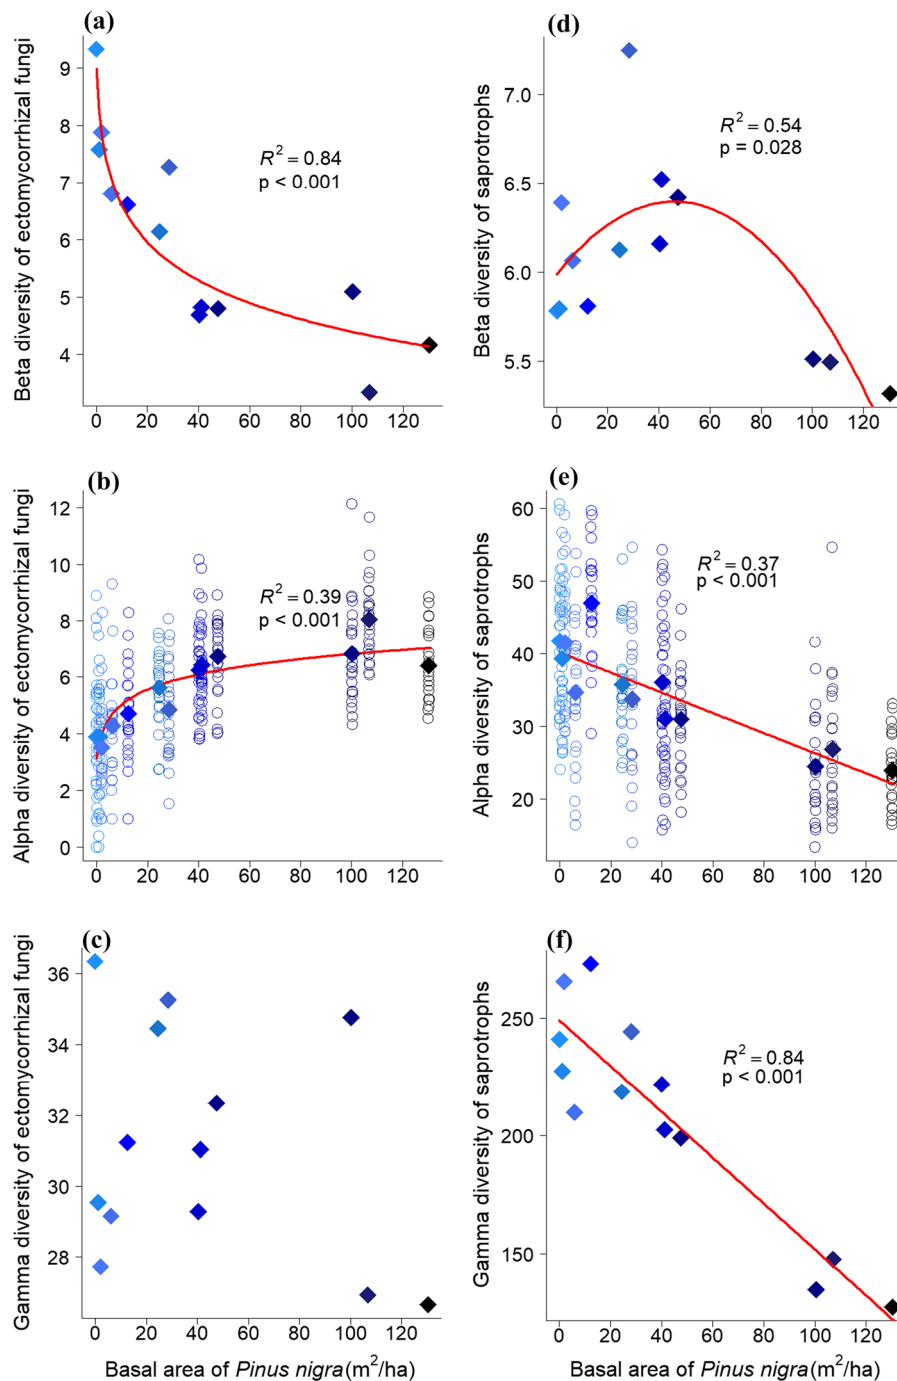 (a)
Beta diversity of ectomycorrhizal fungi
9
8
7
6
5
4
R² = 0.84
p < 0.001
0 20 40 60 80 100 120
(d)
Beta diversity of saprotrophs
7.0
6.5
6.0
5.5
R² = 0.54
p = 0.028
0 20 40 60 80 100 120
(b)
Alpha diversity of ectomycorrhizal fungi
12
10
8
6
4
2
0
R² = 0.39
p < 0.001
0 20 40 60 80 100 120
(e)
Alpha diversity of saprotrophs
60
50
40
30
20
R² = 0.37
p < 0.001
0 20 40 60 80 100 120
(c)
Gamma diversity of ectomycorrhizal fungi
36
34
32
30
28
0 20 40 60 80 100 120
Basal area of Pinus nigra(m²/ha)
(f)
Gamma diversity of saprotrophs
250
200
150
R² = 0.84
p < 0.001
0 20 40 60 80 100 120
Basal area of Pinus nigra(m²/ha)